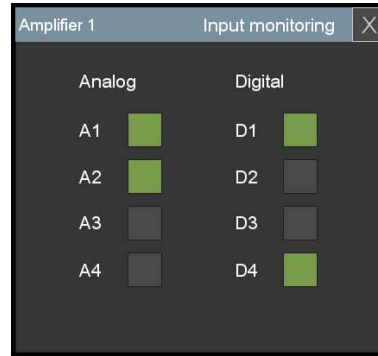 Amplifier 1 Input monitoring X
Analog Digital
A1 D1
A2 D2
A3 D3
A4 D4